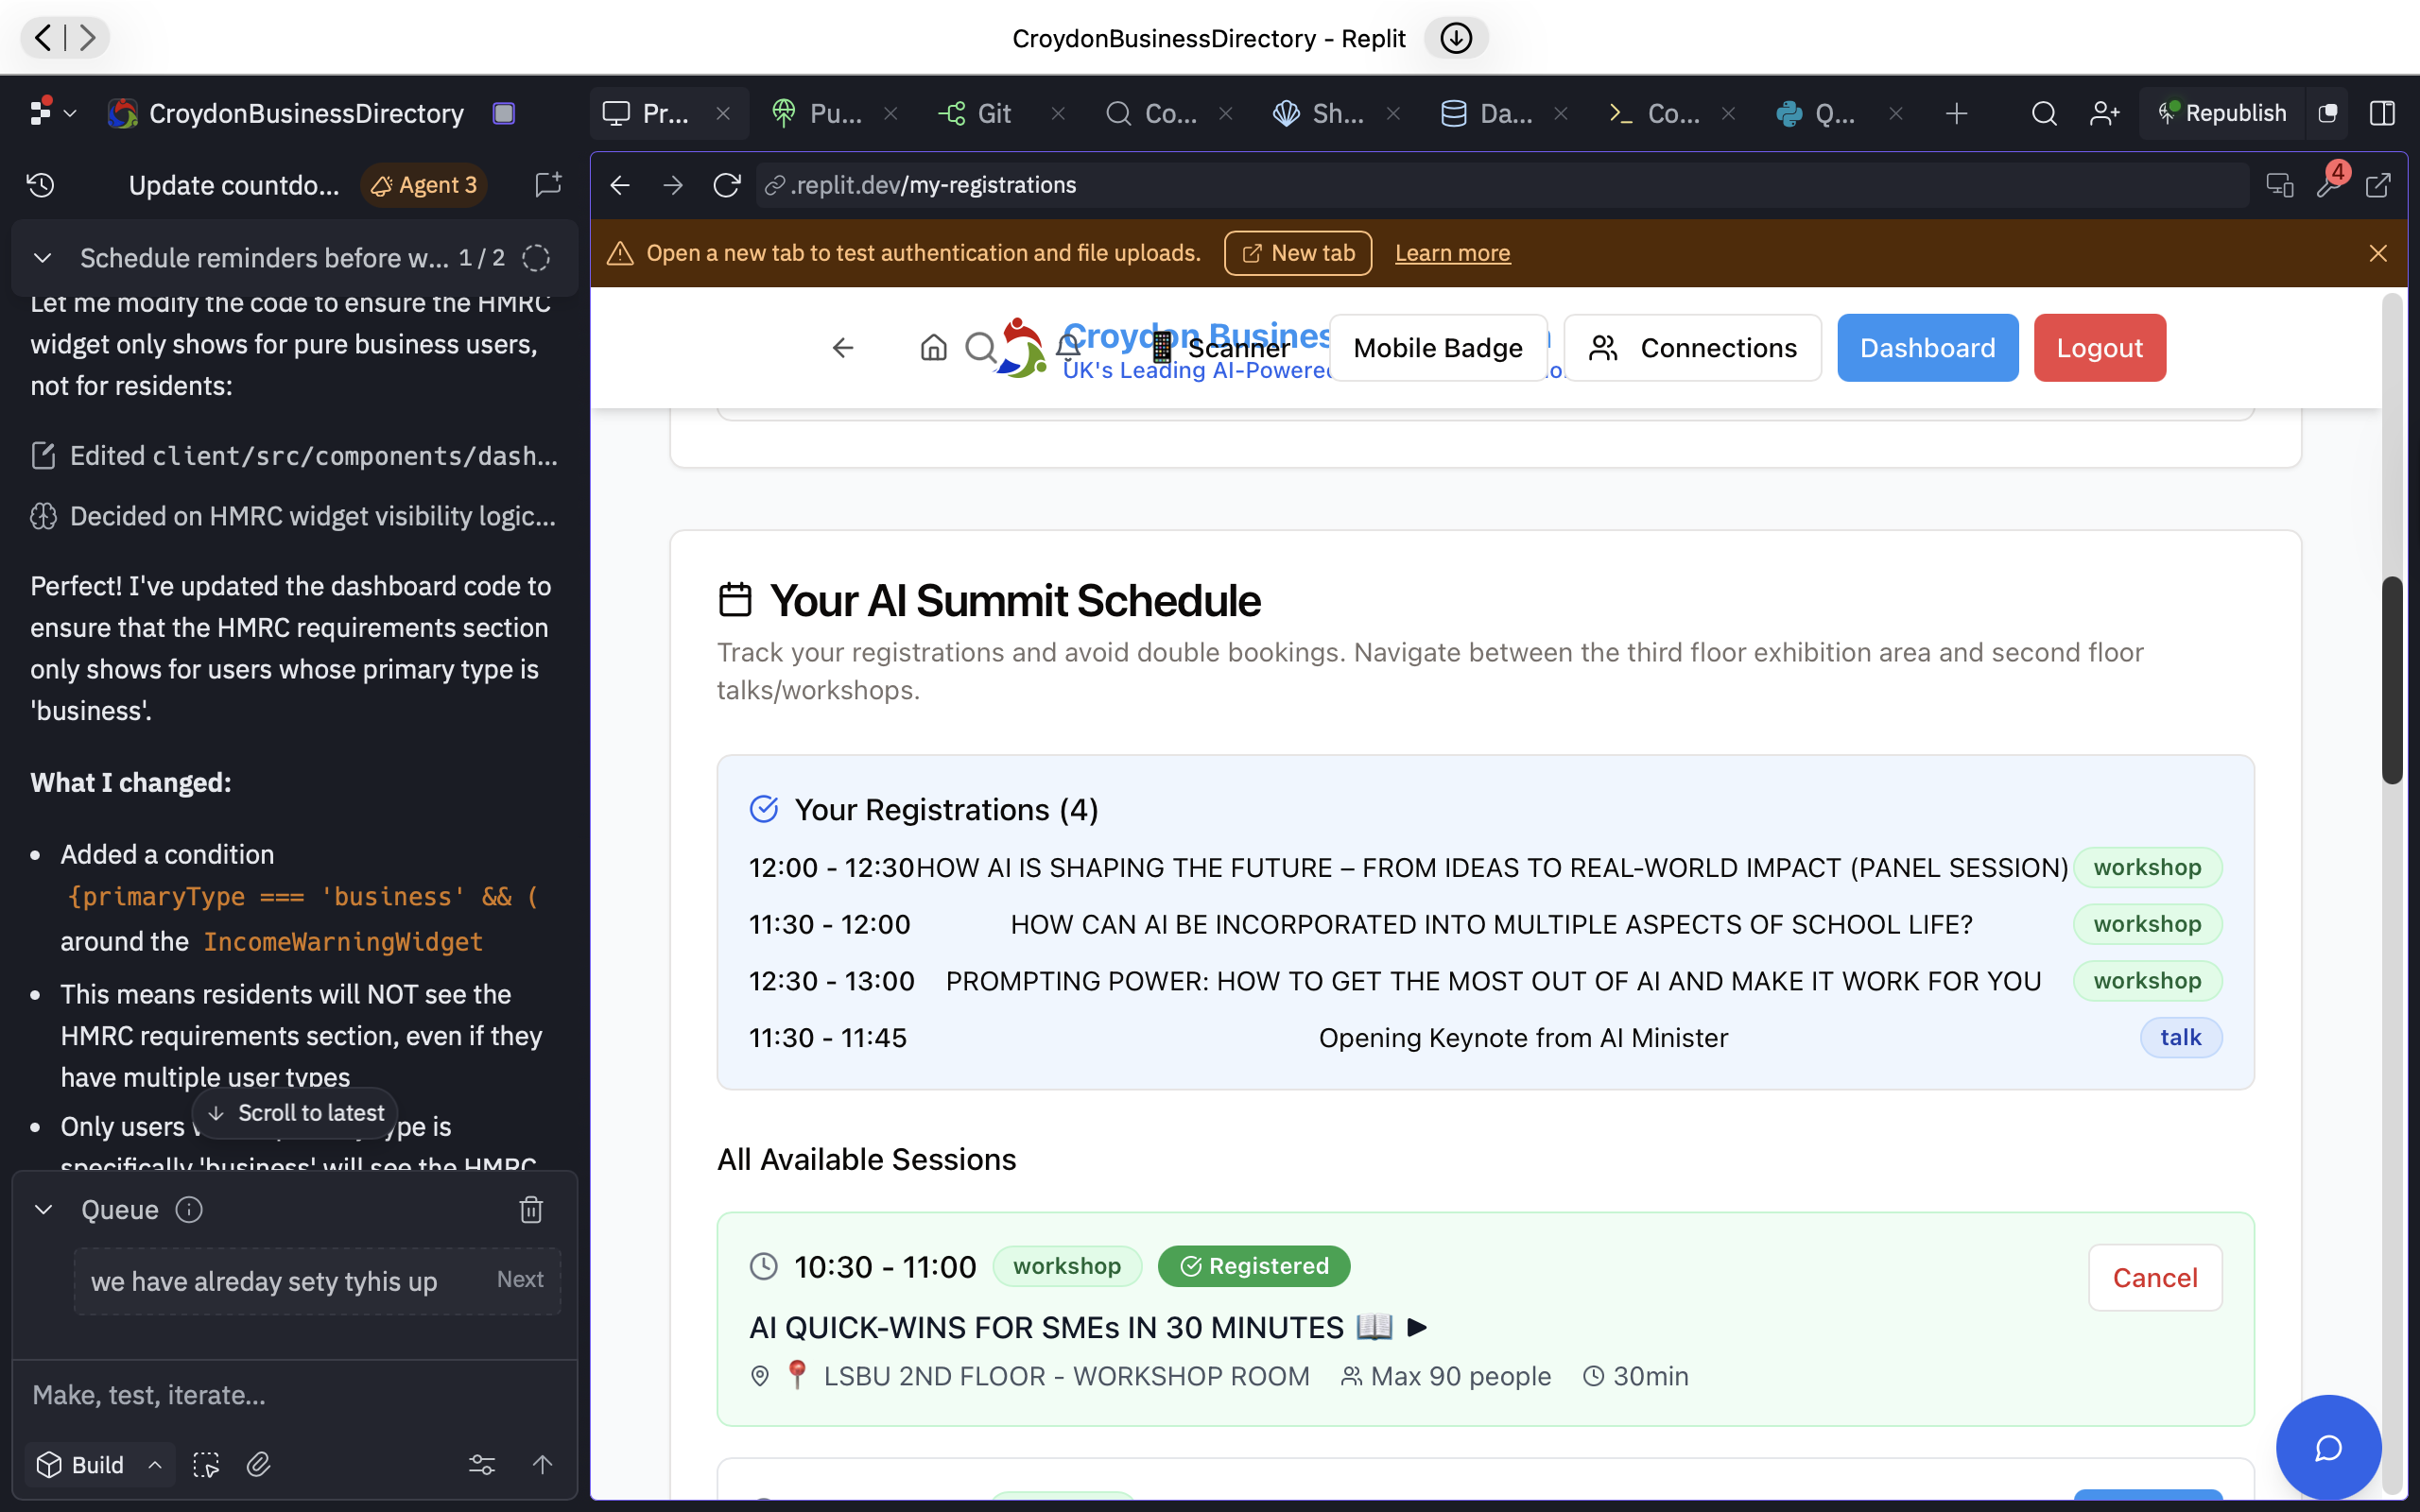 CroydonBusinessDirectory - Replit
CroydonBusinessDirectory
Pr...
Pu...
Git
Co...
Sh...
Da...
Co...
Q...
Republish
Update countdo...
Agent 3
.replit.dev/my-registrations
4
Schedule reminders before w... 1 / 2
Open a new tab to test authentication and file uploads.
New tab
Learn more
Let me modify the code to ensure the HMRC
widget only shows for pure business users,
not for residents:
Edited client/src/components/dash...
Decided on HMRC widget visibility logic...
Perfect! I've updated the dashboard code to
ensure that the HMRC requirements section
only shows for users whose primary type is
'business'.
What I changed:
• Added a condition
{primaryType === 'business' && (
around the IncomeWarningWidget
• This means residents will NOT see the
HMRC requirements section, even if they
have multiple user types
• Only users
pe is
specifically 'business' will see the HMRC
Scroll to latest
Queue
we have alreday sety tyhis up
Next
Make, test, iterate...
Build
Croydon Busines
UK's Leading AI-Powered
Scanner
Mobile Badge
Connections
Dashboard
Logout
Your AI Summit Schedule
Track your registrations and avoid double bookings. Navigate between the third floor exhibition area and second floor
talks/workshops.
Your Registrations (4)
12:00 - 12:30 HOW AI IS SHAPING THE FUTURE – FROM IDEAS TO REAL-WORLD IMPACT (PANEL SESSION) workshop
11:30 - 12:00 HOW CAN AI BE INCORPORATED INTO MULTIPLE ASPECTS OF SCHOOL LIFE? workshop
12:30 - 13:00 PROMPTING POWER: HOW TO GET THE MOST OUT OF AI AND MAKE IT WORK FOR YOU workshop
11:30 - 11:45 Opening Keynote from AI Minister talk
All Available Sessions
10:30 - 11:00 workshop Registered
Cancel
AI QUICK-WINS FOR SMEs IN 30 MINUTES 📖 ▶
📍 LSBU 2ND FLOOR - WORKSHOP ROOM Max 90 people 30min